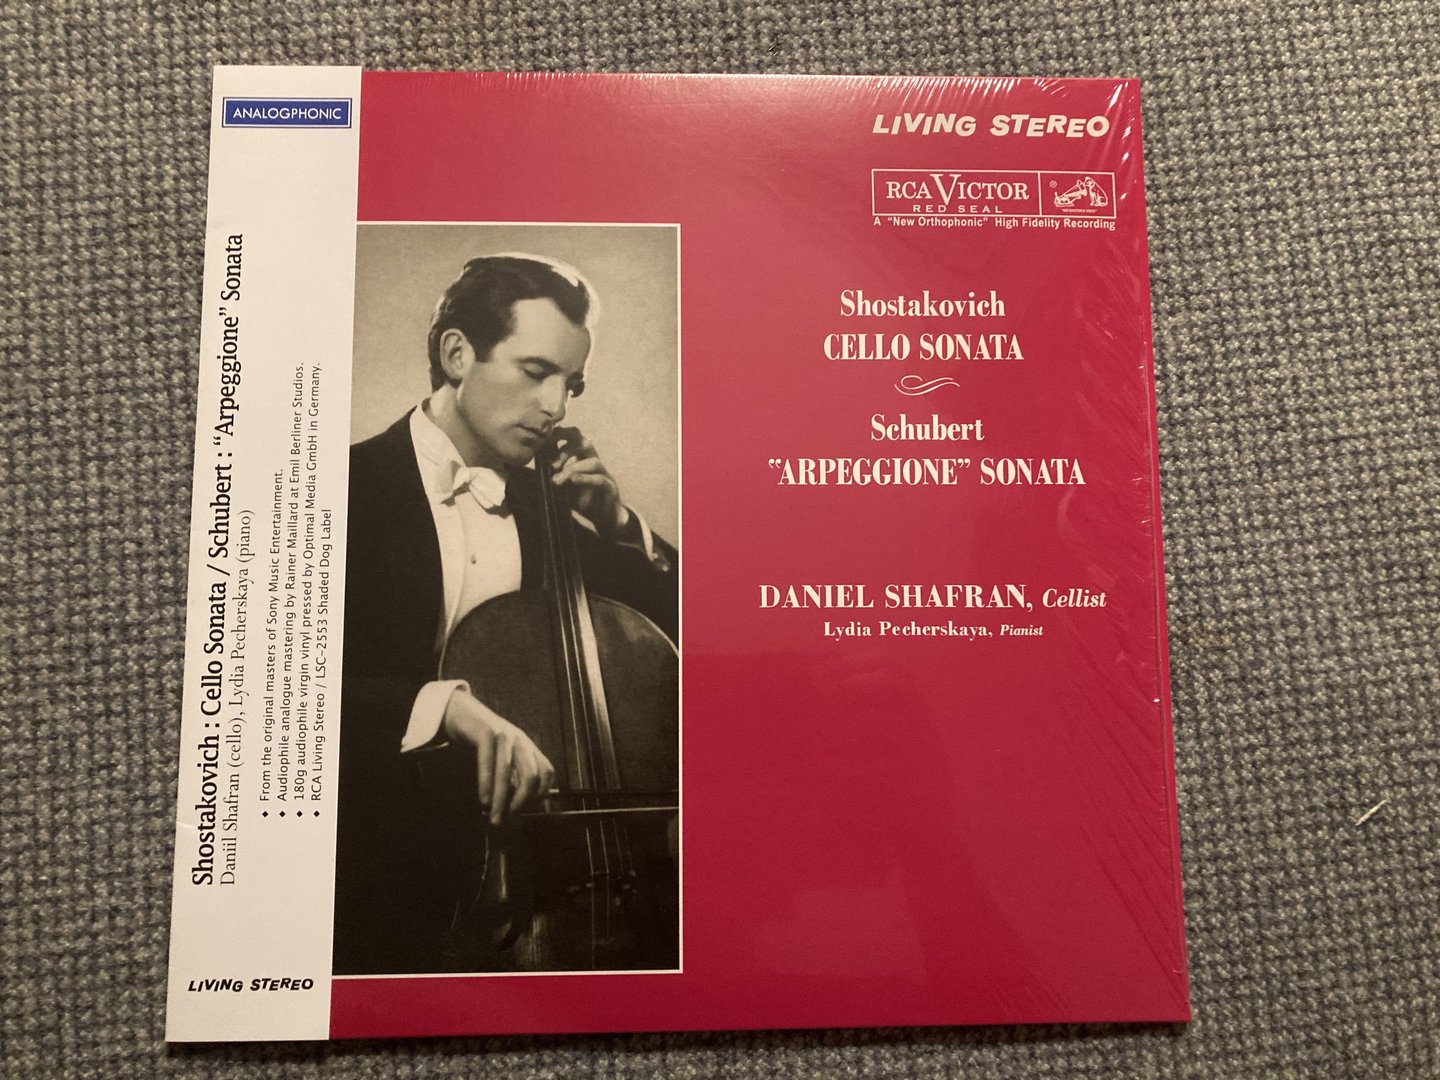 ANALOGPHONIC
Shostakovich : Cello Sonata / Schubert : “Arpeggione” Sonata
Daniil Shafran (cello), Lydia Pecherskaya (piano)
♦ From the original masters of Sony Music Entertainment.
♦ Audiophile analogue mastering by Rainer Maillard at Emil Berliner Studios.
♦ 180g audiophile virgin vinyl pressed by Optimal Media GmbH in Germany.
♦ RCA Living Stereo / LSC-2553 Shaded Dog Label
LIVING STEREO
LIVING STEREO
RCA VICTOR
RED SEAL
®
"HIS MASTER'S VOICE"
A “New Orthophonic” High Fidelity Recording
Shostakovich
CELLO SONATA
Schubert
“ARPEGGIONE” SONATA
DANIEL SHAFRAN, Cellist
Lydia Pecherskaya, Pianist